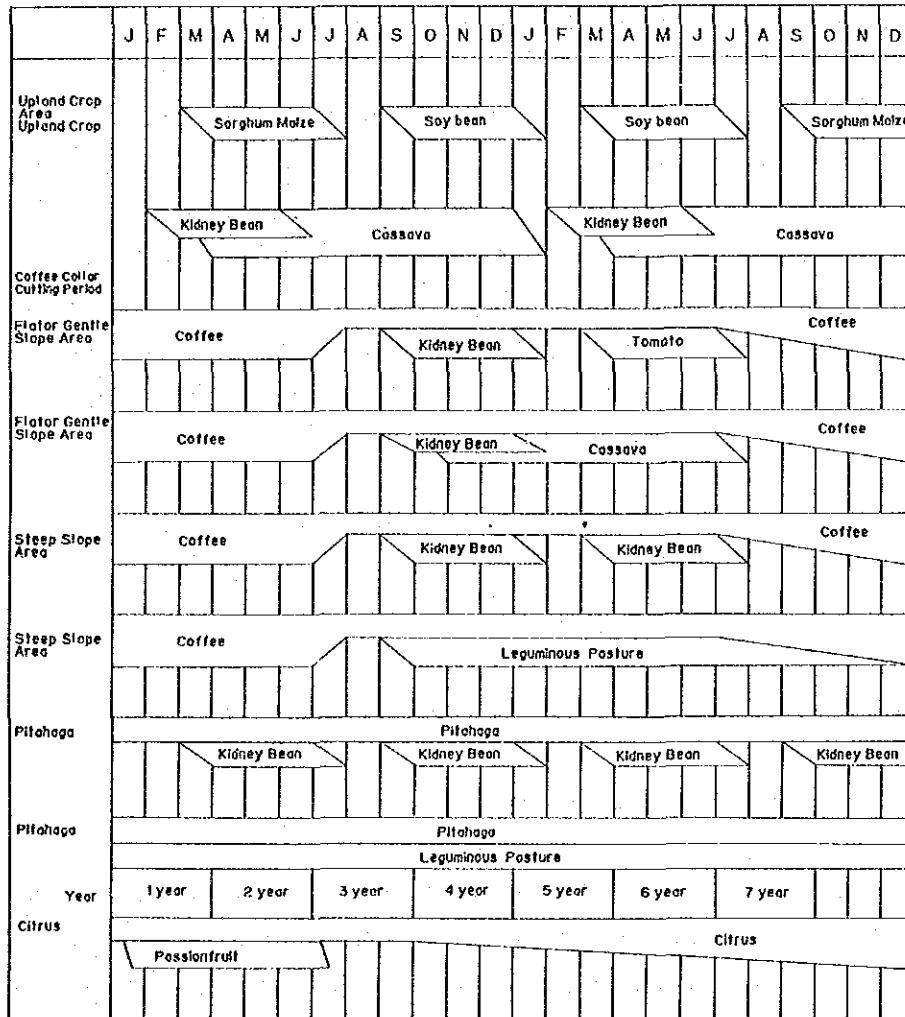 J F M A M J J A S O N D J F M A M J J A S O N D
Upland Crop
Area
Upland Crop
Sorghum Maize
Soy bean
Soy bean
Sorghum Maize
Kidney Bean
Cassava
Kidney Bean
Cassava
Coffee Collar
Cutting Period
Flator Gentle
Slope Area
Coffee
Kidney Bean
Tomato
Coffee
Flator Gentle
Slope Area
Coffee
Kidney Bean
Cassava
Coffee
Steep Slope
Area
Coffee
Kidney Bean
Kidney Bean
Coffee
Steep Slope
Area
Coffee
Leguminous Posture
Pitahaga
Pitahaga
Kidney Bean
Kidney Bean
Kidney Bean
Kidney Bean
Pitahaga
Pitahaga
Leguminous Posture
Year
1 year
2 year
3 year
4 year
5 year
6 year
7 year
Citrus
Citrus
Passionfruit